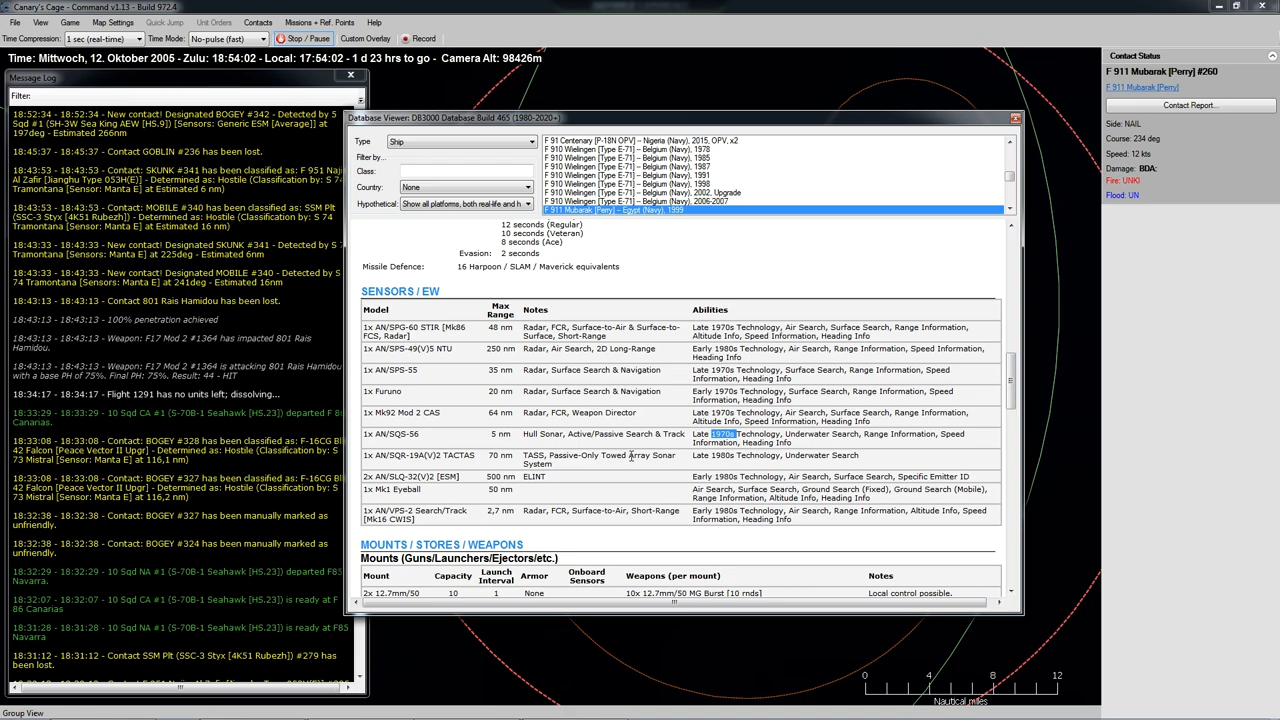 Canary's Cage - Command v1.13 - Build 972.4
File View Game Map Settings Quick Jump Unit Orders Contacts Missions + Ref. Points Help
Time Compression: 1 sec (real-time) Time Mode: No-pulse (fast) Stop / Pause Custom Overlay Record
Time: Mittwoch, 12. Oktober 2005 - Zulu: 18:54:02 - Local: 17:54:02 - 1 d 23 hrs to go - Camera Alt: 98426m
Message Log
Filter:
18:52:34 - 18:52:34 - New contact! Designated BOGEY #342 - Detected by 5
Sqd #1 (SH-3W Sea King AEW [HS.9]) [Sensors: Generic ESM [Average]] at
197deg - Estimated 266nm
18:45:37 - 18:45:37 - Contact GOBLIN #236 has been lost.
18:43:13 - 18:43:13 - Contact SKUNK #341 has been classified as: F 951 Najim
Al Zafir [Jianghu Type 053H(E)] - Determined as: Hostile (Classification by: S 74
Tramontana [Sensors: Manta E] at Estimated 6 nm)
18:43:13 - 18:43:13 - Contact MOBILE #340 has been classified as: SSM Plt
(SSC-3 Styx [4K51 Rubezh]) - Determined as: Hostile (Classification by: S 74
Tramontana [Sensors: Manta E] at Estimated 16 nm)
18:43:13 - 18:43:13 - New contact! Designated SKUNK #341 - Detected by S 74
Tramontana [Sensors: Manta E] at 225deg - Estimated 6nm
18:43:13 - 18:43:13 - New contact! Designated MOBILE #340 - Detected by S
74 Tramontana [Sensors: Manta E] at 241deg - Estimated 16nm
18:43:13 - 18:43:13 - Contact 801 Rais Hamidou has been lost.
18:43:13 - 18:43:13 - 100% penetration achieved
18:43:13 - 18:43:13 - Weapon: F17 Mod 2 #1364 has impacted 801 Rais
Hamidou.
18:43:13 - 18:43:13 - Weapon: F17 Mod 2 #1364 is attacking 801 Rais Hamidou
with a base PH of 75%. Final PH: 75%. Result: 44 - HIT
18:34:17 - 18:34:17 - Flight 1291 has no units left; dissolving...
18:33:29 - 18:33:29 - 10 Sqd CA #1 (S-70B-1 Seahawk [HS.23]) departed F 86
Canarias
18:32:38 - 18:32:38 - Contact BOGEY #328 has been classified as: F-16CG Blk
42 Falcon [Peace Vector II Upgr] - Determined as: Hostile (Classification by: S
73 Mistral [Sensors: Mistral E] at 116,1 nm)
18:32:38 - 18:32:38 - Contact BOGEY #327 has been classified as: F-16CG Blk
42 Falcon [Peace Vector II Upgr] - Determined as: Hostile (Classification by: S
73 Mistral [Sensors: Mistral E] at 116,2 nm)
18:32:38 - 18:32:38 - Contact BOGEY #327 has been manually marked as
unfriendly.
18:32:38 - 18:32:38 - Contact BOGEY #324 has been manually marked as
unfriendly.
18:32:29 - 18:32:29 - 10 Sqd NA #1 (S-70B-1 Seahawk [HS.23]) departed F85
Navarra.
18:32:07 - 18:32:07 - 10 Sqd CA #1 (S-70B-1 Seahawk [HS.23]) is ready at F
86 Canarias
18:31:28 - 18:31:28 - 10 Sqd NA #1 (S-70B-1 Seahawk [HS.23]) is ready at F85
Navarra
18:31:12 - 18:31:12 - Contact SSM Plt (SSC-3 Styx [4K51 Rubezh]) #279 has
been lost.
Group View
Database Viewer: DB3000 Database Build 465 (1980-2020+)
Type Ship
Filter by...
Class:
Country: None
Hypothetical: Show all platforms, both real-life and h
F 91 Centenary [P-18N OPV] -- Nigeria (Navy), 2015, OPV, x2
F 910 Wielingen [Type E-71] -- Belgium (Navy), 1978
F 910 Wielingen [Type E-71] -- Belgium (Navy), 1985
F 910 Wielingen [Type E-71] -- Belgium (Navy), 1987
F 910 Wielingen [Type E-71] -- Belgium (Navy), 1991
F 910 Wielingen [Type E-71] -- Belgium (Navy), 1998
F 910 Wielingen [Type E-71] -- Belgium (Navy), 2002, Upgrade
F 910 Wielingen [Type E-71] -- Belgium (Navy), 2006-2007
F 911 Mubarak [Perry] -- Egypt (Navy), 1999
12 seconds (Regular)
10 seconds (Veteran)
8 seconds (Ace)
Evasion: 2 seconds
Missile Defence: 16 Harpoon / SLAM / Maverick equivalents
SENSORS / EW
Model Max Range Notes Abilities
1x AN/SPG-60 STIR [Mk86 FCS, Radar] 48 nm Radar, FCR, Surface-to-Air & Surface-to-Surface, Short-Range Late 1970s Technology, Air Search, Surface Search, Range Information, Altitude Info, Speed Information, Heading Info
1x AN/SPS-49(V)5 NTU 250 nm Radar, Air Search, 2D Long-Range Early 1980s Technology, Air Search, Range Information, Speed Information, Heading Info
1x AN/SPS-55 35 nm Radar, Surface Search & Navigation Late 1970s Technology, Surface Search, Range Information, Speed Information, Heading Info
1x Furuno 20 nm Radar, Surface Search & Navigation Early 1970s Technology, Surface Search, Range Information, Speed Information, Heading Info
1x Mk92 Mod 2 CAS 64 nm Radar, FCR, Weapon Director Late 1970s Technology, Air Search, Surface Search, Range Information, Altitude Info, Speed Information, Heading Info
1x AN/SQS-56 5 nm Hull Sonar, Active/Passive Search & Track Late 1970s Technology, Underwater Search, Range Information, Speed Information, Heading Info
1x AN/SQR-19A(V)2 TACTAS 70 nm TASS, Passive-Only Towed Array Sonar System Late 1980s Technology, Underwater Search
2x AN/SLQ-32(V)2 [ESM] 500 nm ELINT Early 1980s Technology, Air Search, Surface Search, Specific Emitter ID
1x Mk1 Eyeball 50 nm Air Search, Surface Search, Ground Search (Fixed), Ground Search (Mobile), Range Information, Altitude Info, Heading Info
1x AN/VPS-2 Search/Track [Mk16 CWIS] 2,7 nm Radar, FCR, Surface-to-Air, Short-Range Early 1980s Technology, Air Search, Range Information, Altitude Info, Speed Information, Heading Info
MOUNTS / STORES / WEAPONS
Mounts (Guns/Launchers/Ejectors/etc.)
Mount Capacity Launch Interval Armor Onboard Sensors Weapons (per mount) Notes
2x 12.7mm/50 10 1 None 10x 12.7mm/50 MG Burst [10 rnds] Local control possible.
Contact Status
F 911 Mubarak [Perry] #260
F 911 Mubarak [Perry]
Contact Report...
Side: NAIL
Course: 234 deg
Speed: 12 kts
Damage: BDA:
Fire: UNKI
Flood: UN
0 4 8 12
Nautical miles